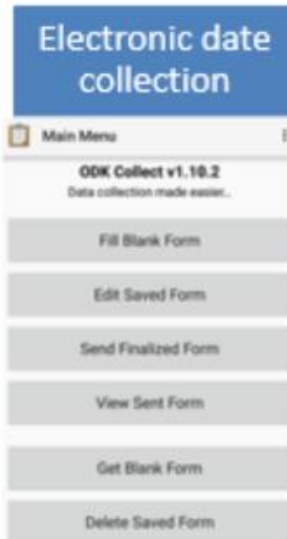 Electronic date
collection
Main Menu
ODK Collect v1.10.2
Data collection made easier...
Fill Blank Form
Edit Saved Form
Send Finalized Form
View Sent Form
Get Blank Form
Delete Saved Form